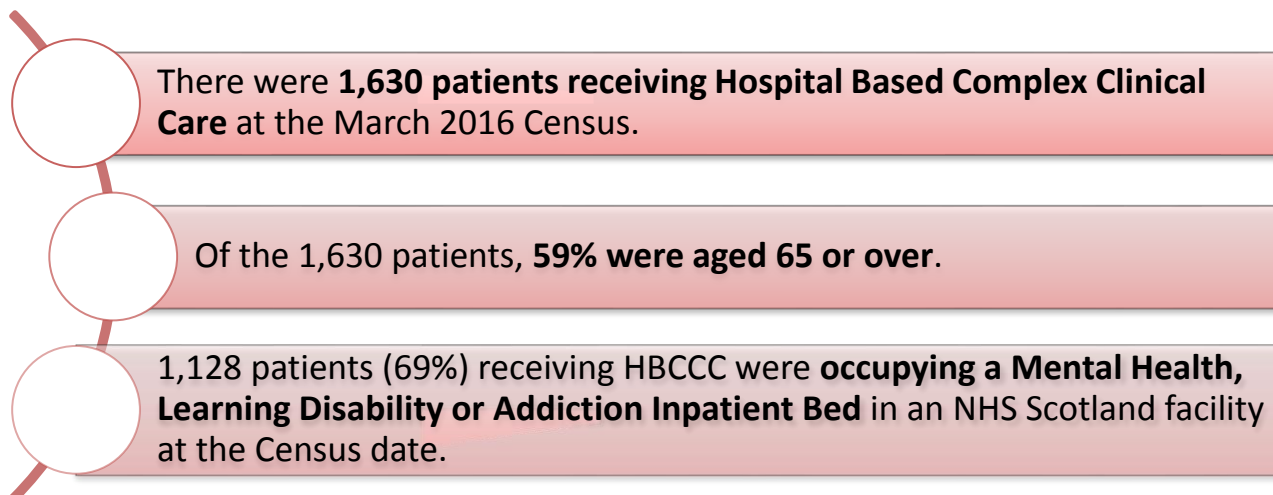 There were 1,630 patients receiving Hospital Based Complex Clinical
Care at the March 2016 Census.
Of the 1,630 patients, 59% were aged 65 or over.
1,128 patients (69%) receiving HBCCC were occupying a Mental Health,
Learning Disability or Addiction Inpatient Bed in an NHS Scotland facility
at the Census date.